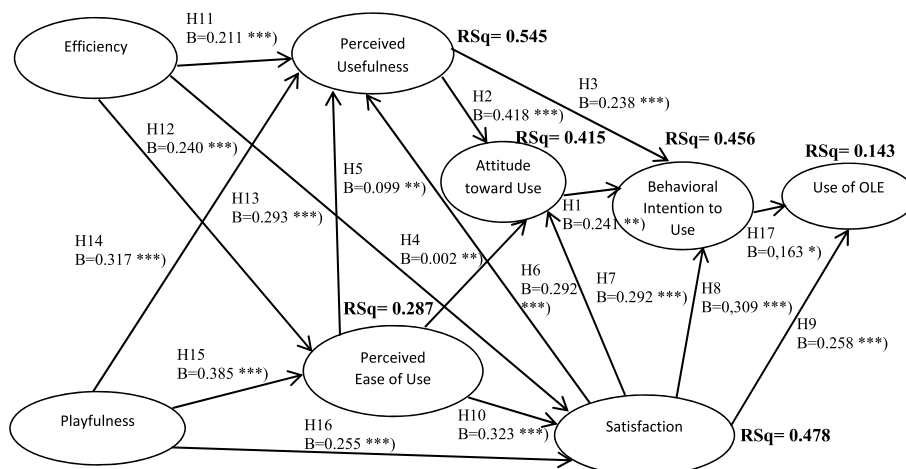 H11
B=0.211 ***)
Efficiency
Perceived
Usefulness
RSq= 0.545
H2
B=0.418 ***)
H3
B=0.238 ***)
RSq= 0.415
RSq= 0.456
RSq= 0.143
H12
B=0.240 ***)
H5
B=0.099 **)
Attitude
toward Use
Behavioral
Intention to
Use
Use of OLE
H13
B=0.293 ***)
H1
B=0.241 **)
H17
B=0,163 *)
H14
B=0.317 ***)
H4
B=0.002 **)
H6
B=0.292
***)
H7
B=0.292 ***)
H8
B=0,309 ***)
H9
B=0.258 ***)
RSq= 0.287
Perceived
Ease of Use
H15
B=0.385 ***)
Playfulness
H16
B=0.255 ***)
H10
B=0.323 ***)
Satisfaction
RSq= 0.478